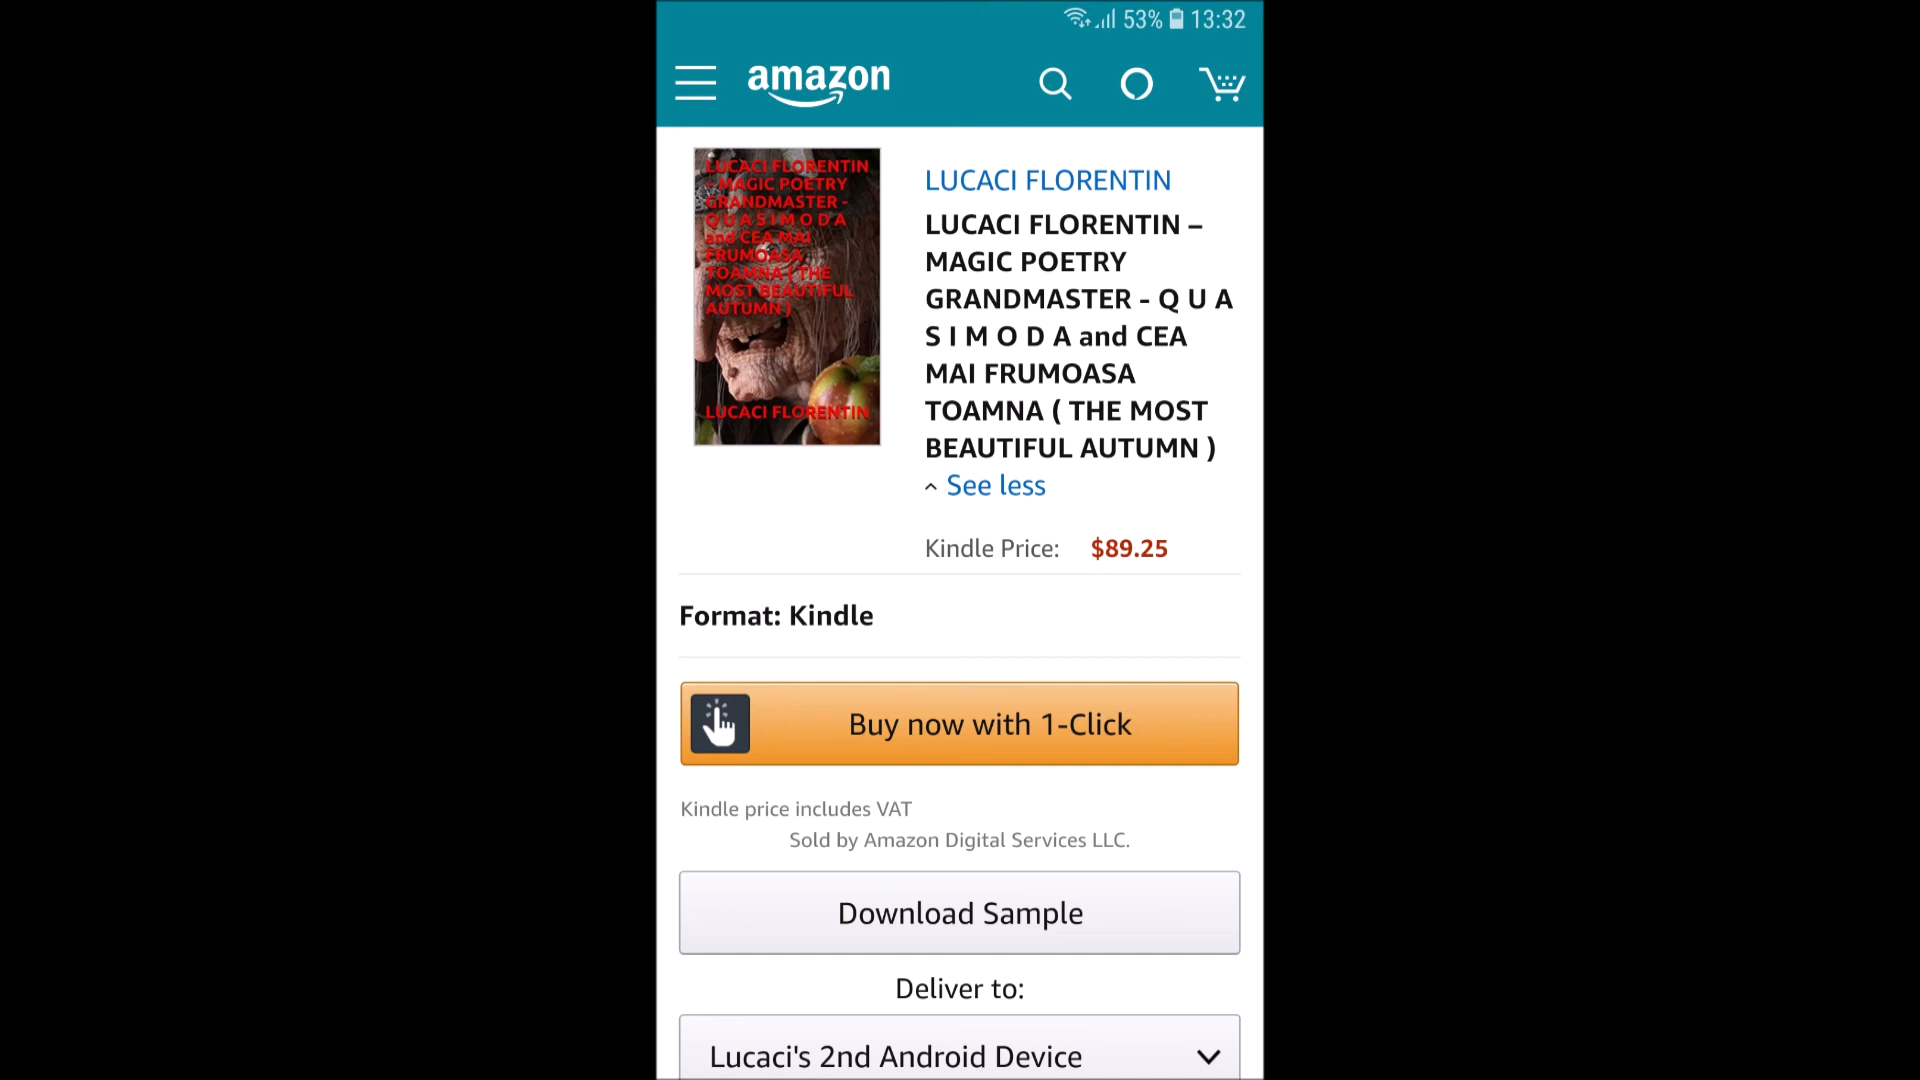 53% 13:32
amazon
LUCACI FLORENTIN
– MAGIC POETRY
GRANDMASTER -
Q U A S I M O D A
and CEA MAI
FRUMOASA
TOAMNA ( THE
MOST BEAUTIFUL
AUTUMN )
LUCACI FLORENTIN
LUCACI FLORENTIN
LUCACI FLORENTIN –
MAGIC POETRY
GRANDMASTER - Q U A
S I M O D A and CEA
MAI FRUMOASA
TOAMNA ( THE MOST
BEAUTIFUL AUTUMN )
See less
Kindle Price: $89.25
Format: Kindle
Buy now with 1-Click
Kindle price includes VAT
Sold by Amazon Digital Services LLC.
Download Sample
Deliver to:
Lucaci's 2nd Android Device